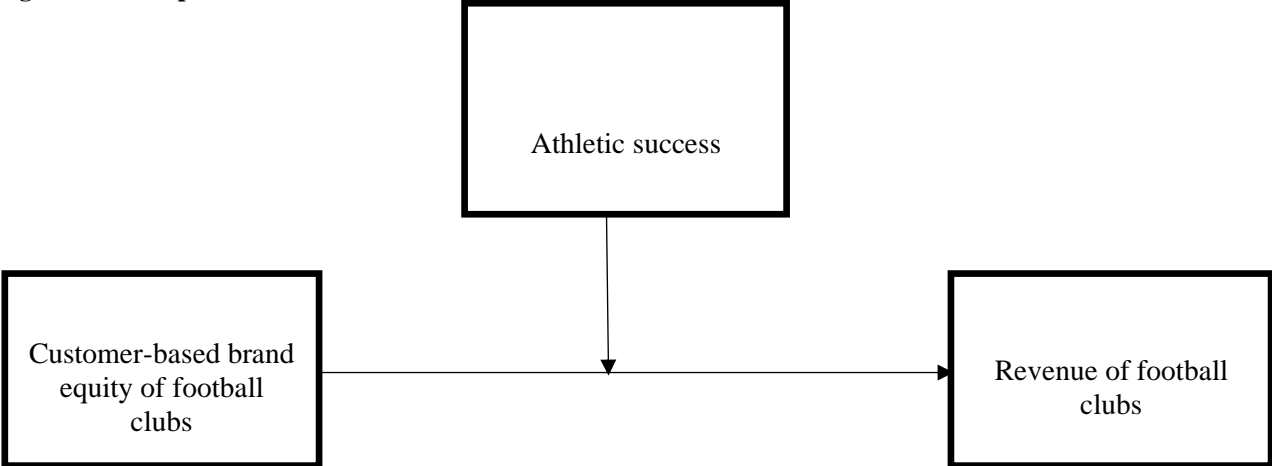 Athletic success
Customer-based brand
equity of football
clubs
Revenue of football
clubs